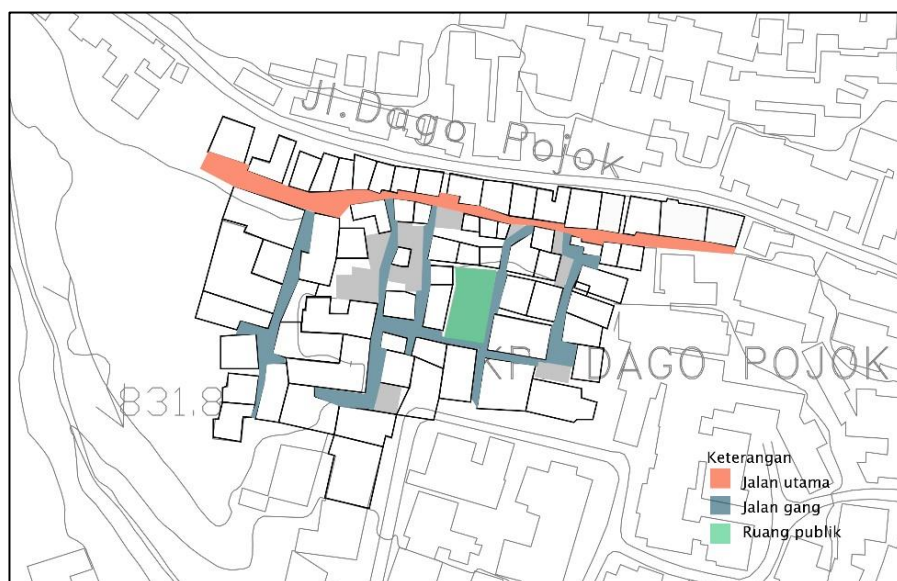 Jl.Dago Pojok
KP. DAGO POJOK
831.8
Keterangan
Jalan utama
Jalan gang
Ruang publik